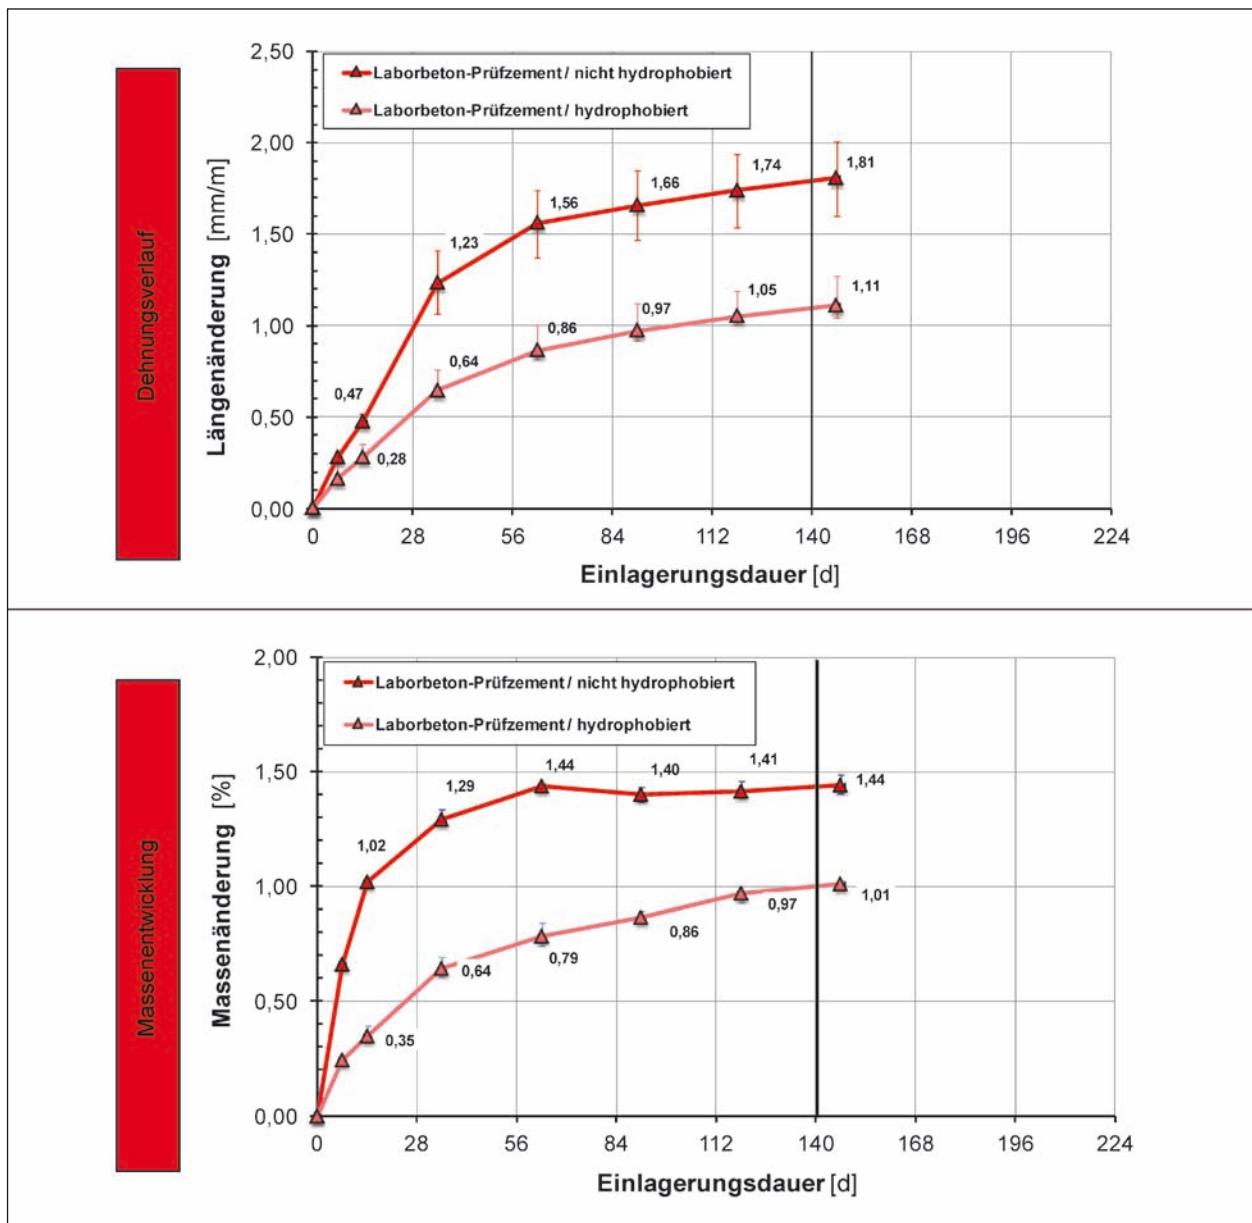 Dehnungsverlauf
Längenänderung [mm/m]
2,50
2,00
1,50
1,00
0,50
0,00
Laborbeton-Prüfzement / nicht hydrophobiert
Laborbeton-Prüfzement / hydrophobiert
0,47
1,23
1,56
1,66
1,74
1,81
0,28
0,64
0,86
0,97
1,05
1,11
0 28 56 84 112 140 168 196 224
Einlagerungsdauer [d]
Massenentwicklung
Massenänderung [%]
2,00
1,50
1,00
0,50
0,00
Laborbeton-Prüfzement / nicht hydrophobiert
Laborbeton-Prüfzement / hydrophobiert
1,02
1,29
1,44
1,40
1,41
1,44
0,35
0,64
0,79
0,86
0,97
1,01
0 28 56 84 112 140 168 196 224
Einlagerungsdauer [d]